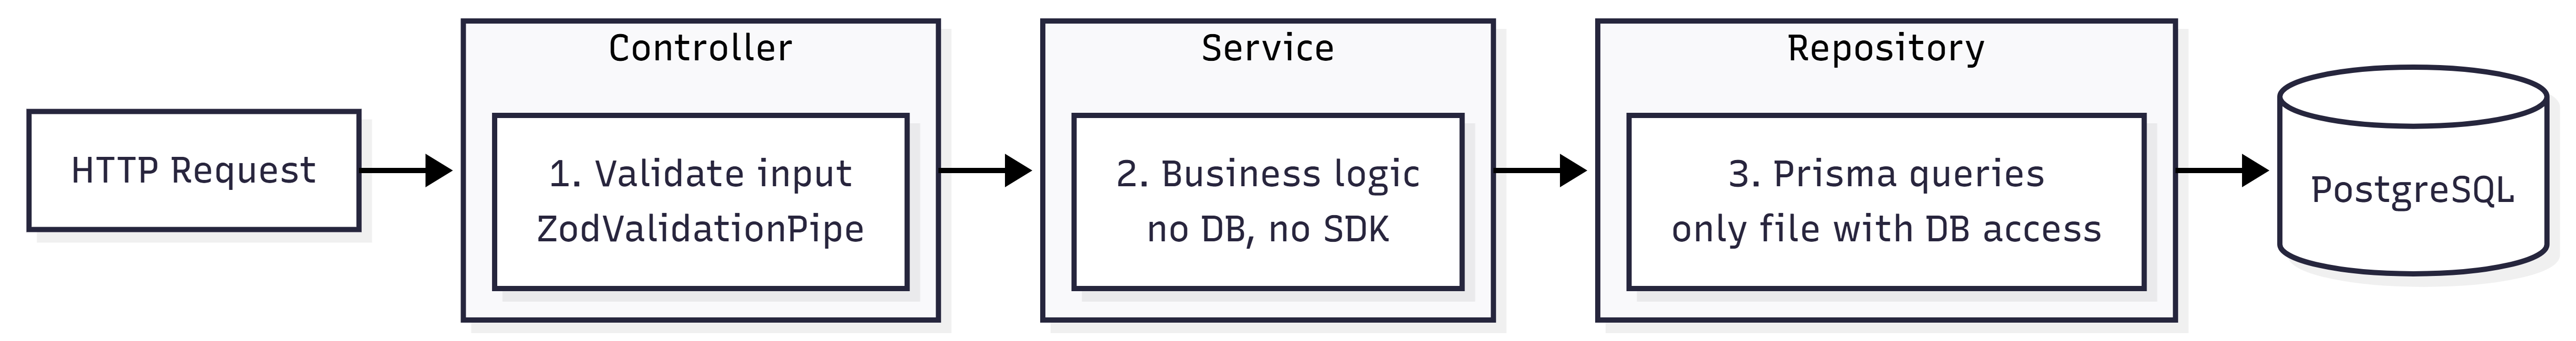 HTTP Request
Controller
1. Validate input
ZodValidationPipe
Service
2. Business logic
no DB, no SDK
Repository
3. Prisma queries
only file with DB access
PostgreSQL